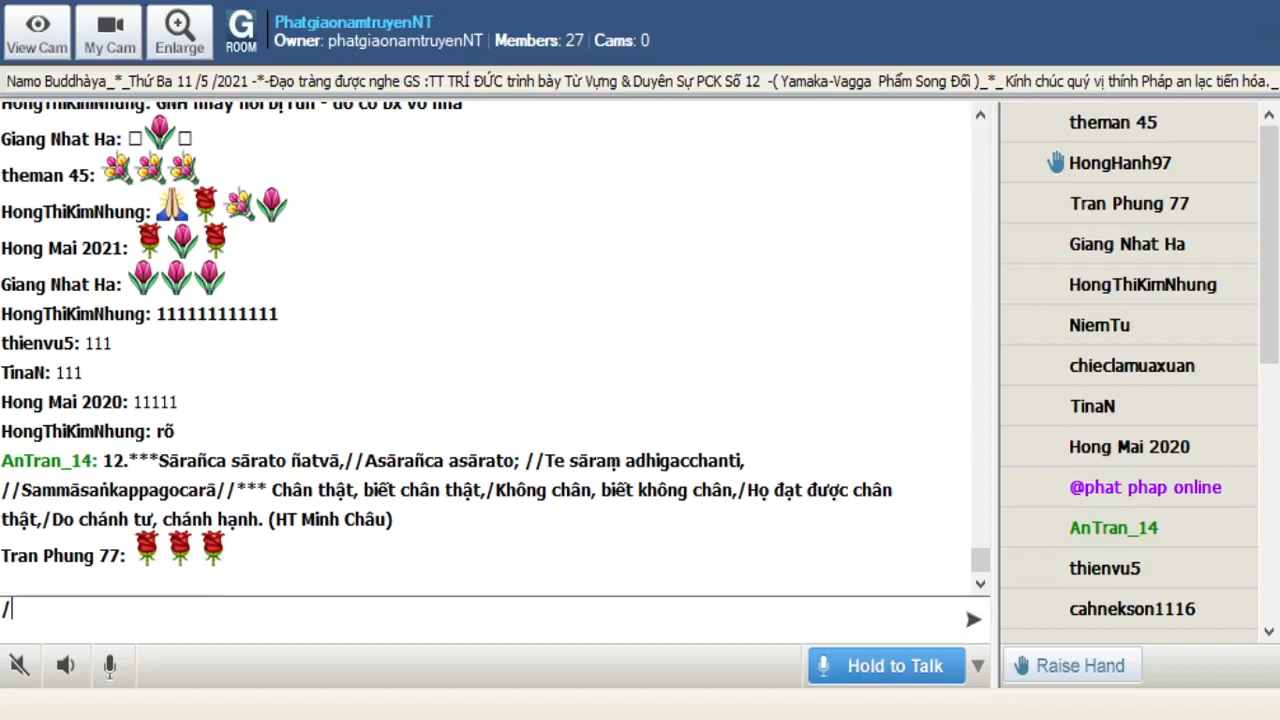 View Cam
My Cam
Enlarge
G
ROOM
PhatgiaonamtruyenNT
Owner: phatgiaonamtruyenNT | Members: 27 | Cams: 0
Namo Buddhàya_*_Thứ Ba 11 /5 /2021 -*-Đạo tràng được nghe GS :TT TRÍ ĐỨC trình bày Từ Vựng & Duyên Sự PCK Số 12 -( Yamaka-Vagga Phẩm Song Đối )_*_ Kính chúc quý vị thính Pháp an lạc tiến hóa._
HongThiKimNhung:
Giang Nhat Ha:
theman 45:
HongThiKimNhung:
Hong Mai 2021:
Giang Nhat Ha:
HongThiKimNhung: 111111111111
thienvu5: 111
TinaN: 111
Hong Mai 2020: 11111
HongThiKimNhung: rõ
AnTran_14: 12.***Sārañca sārato ñatvā,//Asārañca asārato; //Te sāraṃ adhigacchanti,
//Sammāsaṅkappagocarā//*** Chân thật, biết chân thật,/Không chân, biết không chân,/Họ đạt được chân
thật,/Do chánh tư, chánh hạnh. (HT Minh Châu)
Tran Phung 77:
/
Hold to Talk
theman 45
HongHanh97
Tran Phung 77
Giang Nhat Ha
HongThiKimNhung
NiemTu
chieclamuaxuan
TinaN
Hong Mai 2020
@phat phap online
AnTran_14
thienvu5
cahnekson1116
Raise Hand